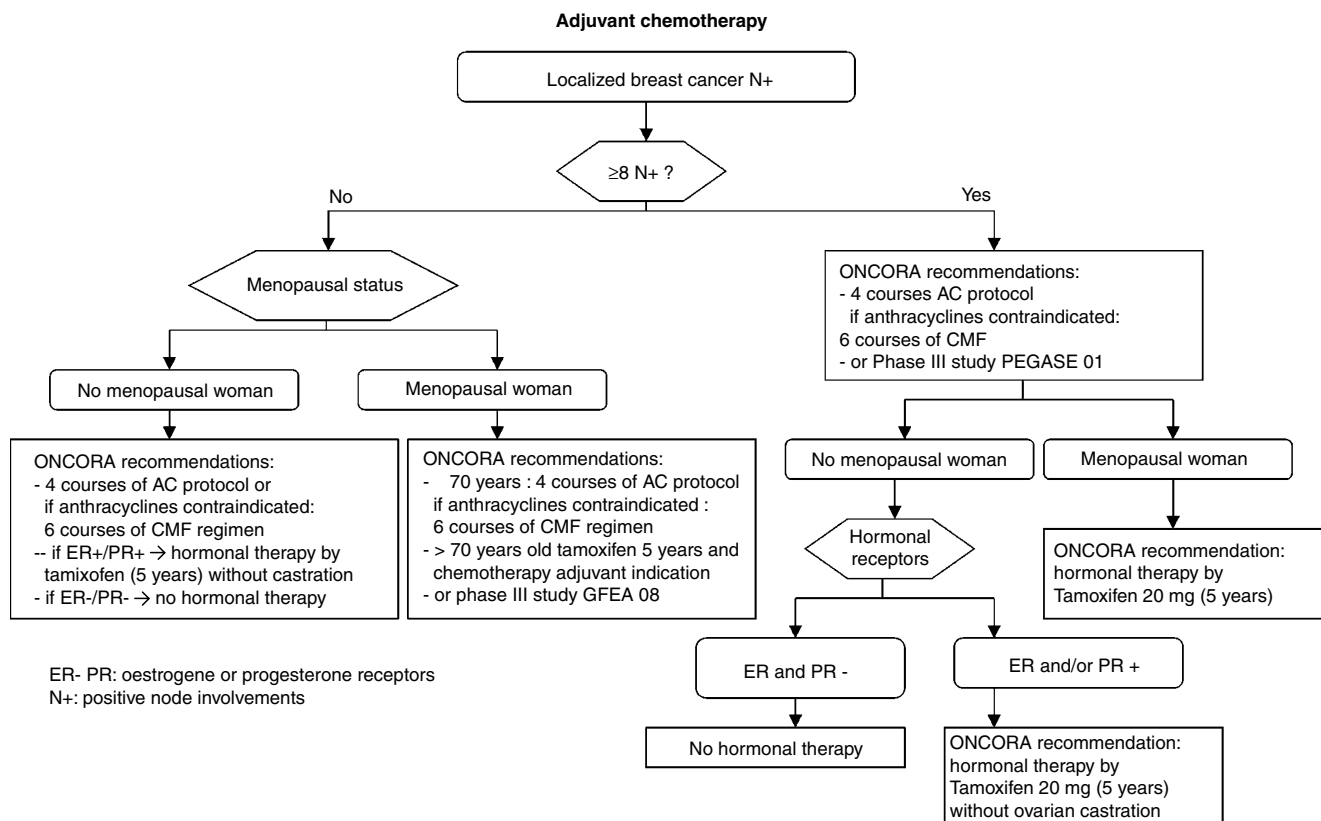 Adjuvant chemotherapy
Localized breast cancer N+
≥8 N+ ?
No
Yes
Menopausal status
ONCORA recommendations:
- 4 courses AC protocol
if anthracyclines contraindicated:
6 courses of CMF
- or Phase III study PEGASE 01
No menopausal woman
Menopausal woman
ONCORA recommendations:
- 4 courses of AC protocol or
if anthracyclines contraindicated:
6 courses of CMF regimen
-- if ER+/PR+ → hormonal therapy by
tamixofen (5 years) without castration
- if ER-/PR- → no hormonal therapy
ONCORA recommendations:
- 70 years : 4 courses of AC protocol
if anthracyclines contraindicated :
6 courses of CMF regimen
- > 70 years old tamoxifen 5 years and
chemotherapy adjuvant indication
- or phase III study GFEA 08
No menopausal woman
Menopausal woman
Hormonal
receptors
ONCORA recommendation:
hormonal therapy by
Tamoxifen 20 mg (5 years)
ER and PR -
ER and/or PR +
No hormonal therapy
ONCORA recommendation:
hormonal therapy by
Tamoxifen 20 mg (5 years)
without ovarian castration
ER- PR: oestrogene or progesterone receptors
N+: positive node involvements